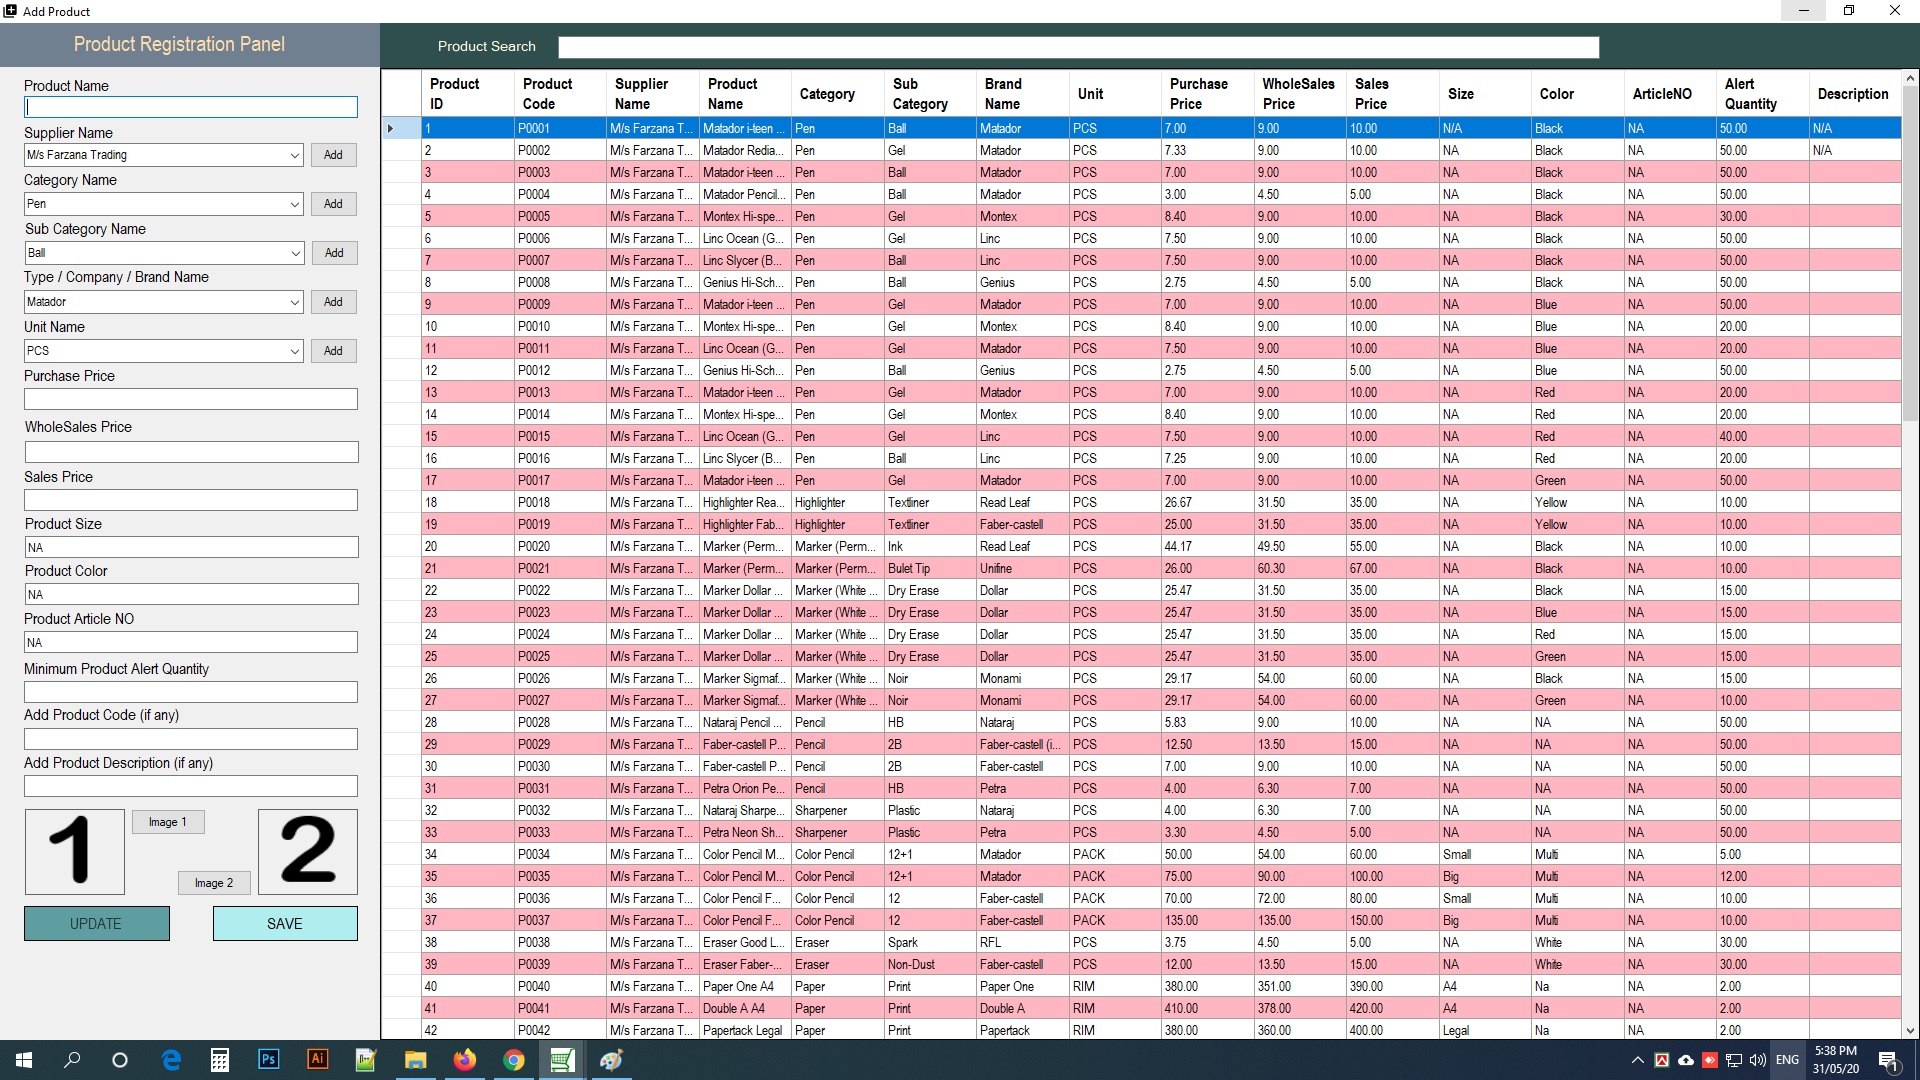 Add Product
Product Registration Panel
Product Search
Product Name
Supplier Name
M/s Farzana Trading Add
Category Name
Pen Add
Sub Category Name
Ball Add
Type / Company / Brand Name
Matador Add
Unit Name
PCS Add
Purchase Price
WholeSales Price
Sales Price
Product Size
NA
Product Color
NA
Product Article NO
NA
Minimum Product Alert Quantity
Add Product Code (if any)
Add Product Description (if any)
1 Image 1 2
Image 2
UPDATE SAVE
Product ID Product Code Supplier Name Product Name Category Sub Category Brand Name Unit Purchase Price WholeSales Price Sales Price Size Color ArticleNO Alert Quantity Description
1 P0001 M/s Farzana T... Matador i-teen ... Pen Ball Matador PCS 7.00 9.00 10.00 N/A Black NA 50.00 N/A
2 P0002 M/s Farzana T... Matador Redia... Pen Gel Matador PCS 7.33 9.00 10.00 NA Black NA 50.00 N/A
3 P0003 M/s Farzana T... Matador i-teen ... Pen Ball Matador PCS 7.00 9.00 10.00 NA Black NA 50.00
4 P0004 M/s Farzana T... Matador Pencil... Pen Ball Matador PCS 3.00 4.50 5.00 NA Black NA 50.00
5 P0005 M/s Farzana T... Montex Hi-spe... Pen Gel Montex PCS 8.40 9.00 10.00 NA Black NA 30.00
6 P0006 M/s Farzana T... Linc Ocean (G... Pen Gel Linc PCS 7.50 9.00 10.00 NA Black NA 50.00
7 P0007 M/s Farzana T... Linc Slycer (B... Pen Ball Linc PCS 7.50 9.00 10.00 NA Black NA 50.00
8 P0008 M/s Farzana T... Genius Hi-Sch... Pen Ball Genius PCS 2.75 4.50 5.00 NA Black NA 50.00
9 P0009 M/s Farzana T... Matador i-teen ... Pen Gel Matador PCS 7.00 9.00 10.00 NA Blue NA 50.00
10 P0010 M/s Farzana T... Montex Hi-spe... Pen Gel Montex PCS 8.40 9.00 10.00 NA Blue NA 20.00
11 P0011 M/s Farzana T... Linc Ocean (G... Pen Gel Matador PCS 7.50 9.00 10.00 NA Blue NA 20.00
12 P0012 M/s Farzana T... Genius Hi-Sch... Pen Ball Genius PCS 2.75 4.50 5.00 NA Blue NA 50.00
13 P0013 M/s Farzana T... Matador i-teen ... Pen Gel Matador PCS 7.00 9.00 10.00 NA Red NA 20.00
14 P0014 M/s Farzana T... Montex Hi-spe... Pen Gel Montex PCS 8.40 9.00 10.00 NA Red NA 20.00
15 P0015 M/s Farzana T... Linc Ocean (G... Pen Gel Linc PCS 7.50 9.00 10.00 NA Red NA 40.00
16 P0016 M/s Farzana T... Linc Slycer (B... Pen Ball Linc PCS 7.25 9.00 10.00 NA Red NA 20.00
17 P0017 M/s Farzana T... Matador i-teen ... Pen Gel Matador PCS 7.00 9.00 10.00 NA Green NA 50.00
18 P0018 M/s Farzana T... Highlighter Rea... Highlighter Textliner Read Leaf PCS 26.67 31.50 35.00 NA Yellow NA 10.00
19 P0019 M/s Farzana T... Highlighter Fab... Highlighter Textliner Faber-castell PCS 25.00 31.50 35.00 NA Yellow NA 10.00
20 P0020 M/s Farzana T... Marker (Perm... Marker (Perm... Ink Read Leaf PCS 44.17 49.50 55.00 NA Black NA 10.00
21 P0021 M/s Farzana T... Marker (Perm... Marker (Perm... Bulet Tip Unifine PCS 26.00 60.30 67.00 NA Black NA 10.00
22 P0022 M/s Farzana T... Marker Dollar ... Marker (White ... Dry Erase Dollar PCS 25.47 31.50 35.00 NA Black NA 15.00
23 P0023 M/s Farzana T... Marker Dollar ... Marker (White ... Dry Erase Dollar PCS 25.47 31.50 35.00 NA Blue NA 15.00
24 P0024 M/s Farzana T... Marker Dollar ... Marker (White ... Dry Erase Dollar PCS 25.47 31.50 35.00 NA Red NA 15.00
25 P0025 M/s Farzana T... Marker Dollar ... Marker (White ... Dry Erase Dollar PCS 25.47 31.50 35.00 NA Green NA 15.00
26 P0026 M/s Farzana T... Marker Sigmaf... Marker (White ... Noir Monami PCS 29.17 54.00 60.00 NA Black NA 15.00
27 P0027 M/s Farzana T... Marker Sigmaf... Marker (White ... Noir Monami PCS 29.17 54.00 60.00 NA Green NA 10.00
28 P0028 M/s Farzana T... Nataraj Pencil ... Pencil HB Nataraj PCS 5.83 9.00 10.00 NA NA NA 50.00
29 P0029 M/s Farzana T... Faber-castell P... Pencil 2B Faber-castell (i... PCS 12.50 13.50 15.00 NA NA NA 50.00
30 P0030 M/s Farzana T... Faber-castell P... Pencil 2B Faber-castell PCS 7.00 9.00 10.00 NA NA NA 50.00
31 P0031 M/s Farzana T... Petra Orion Pe... Pencil HB Petra PCS 4.00 6.30 7.00 NA NA NA 50.00
32 P0032 M/s Farzana T... Nataraj Sharpe... Sharpener Plastic Nataraj PCS 4.00 6.30 7.00 NA NA NA 50.00
33 P0033 M/s Farzana T... Petra Neon Sh... Sharpener Plastic Petra PCS 3.30 4.50 5.00 NA NA NA 50.00
34 P0034 M/s Farzana T... Color Pencil M... Color Pencil 12+1 Matador PACK 50.00 54.00 60.00 Small Multi NA 5.00
35 P0035 M/s Farzana T... Color Pencil M... Color Pencil 12+1 Matador PACK 75.00 90.00 100.00 Big Multi NA 12.00
36 P0036 M/s Farzana T... Color Pencil F... Color Pencil 12 Faber-castell PACK 70.00 72.00 80.00 Small Multi NA 10.00
37 P0037 M/s Farzana T... Color Pencil F... Color Pencil 12 Faber-castell PACK 135.00 135.00 150.00 Big Multi NA 10.00
38 P0038 M/s Farzana T... Eraser Good L... Eraser Spark RFL PCS 3.75 4.50 5.00 NA White NA 30.00
39 P0039 M/s Farzana T... Eraser Faber-... Eraser Non-Dust Faber-castell PCS 12.00 13.50 15.00 NA White NA 30.00
40 P0040 M/s Farzana T... Paper One A4 Paper Print Paper One RIM 380.00 351.00 390.00 A4 Na NA 2.00
41 P0041 M/s Farzana T... Double A A4 Paper Print Double A RIM 410.00 378.00 420.00 A4 Na NA 2.00
42 P0042 M/s Farzana T... Papertack Legal Paper Print Papertack RIM 380.00 360.00 400.00 Legal Na NA 2.00
Ps Ai ENG 5:38 PM
31/05/20 1